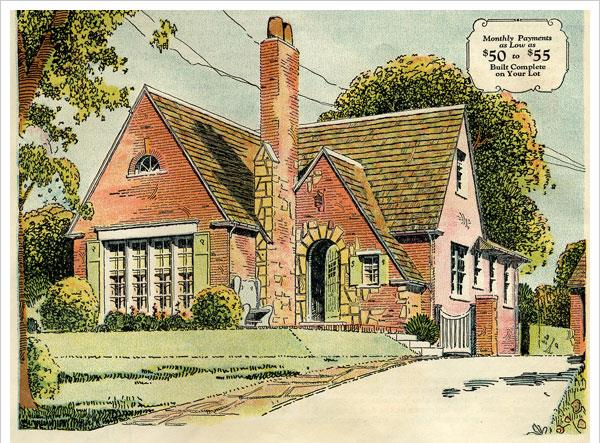 Monthly Payments
as Low as
$50 to $55
Built Complete
on Your Lot